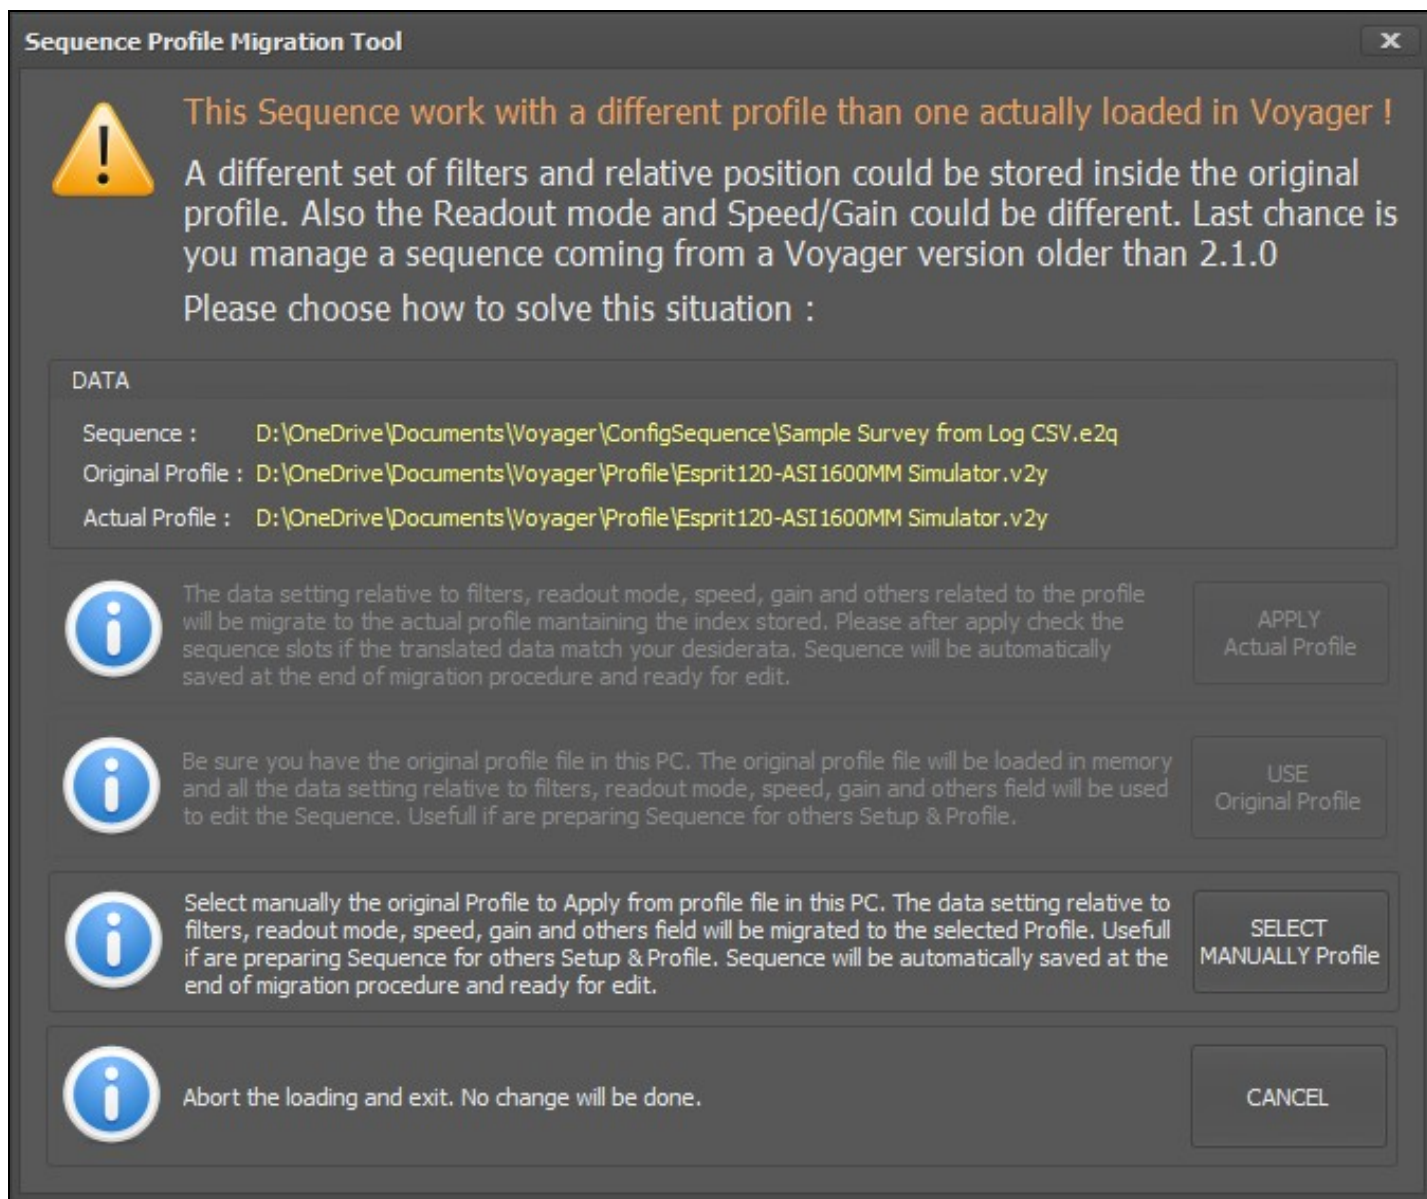 Sequence Profile Migration Tool
This Sequence work with a different profile than one actually loaded in Voyager !
A different set of filters and relative position could be stored inside the original
profile. Also the Readout mode and Speed/Gain could be different. Last chance is
you manage a sequence coming from a Voyager version older than 2.1.0
Please choose how to solve this situation :
DATA
Sequence : D:\OneDrive\Documents\Voyager\ConfigSequence\Sample Survey from Log CSV.e2q
Original Profile : D:\OneDrive\Documents\Voyager\Profile\Esprit120-ASI1600MM Simulator.v2y
Actual Profile : D:\OneDrive\Documents\Voyager\Profile\Esprit120-ASI1600MM Simulator.v2y
The data setting relative to filters, readout mode, speed, gain and others related to the profile
will be migrate to the actual profile mantaining the index stored. Please after apply check the
sequence slots if the translated data match your desiderata. Sequence will be automatically
saved at the end of migration procedure and ready for edit.
APPLY
Actual Profile
Be sure you have the original profile file in this PC. The original profile file will be loaded in memory
and all the data setting relative to filters, readout mode, speed, gain and others field will be used
to edit the Sequence. Usefull if are preparing Sequence for others Setup & Profile.
USE
Original Profile
Select manually the original Profile to Apply from profile file in this PC. The data setting relative to
filters, readout mode, speed, gain and others field will be migrated to the selected Profile. Usefull
if are preparing Sequence for others Setup & Profile. Sequence will be automatically saved at the
end of migration procedure and ready for edit.
SELECT
MANUALLY Profile
Abort the loading and exit. No change will be done.
CANCEL